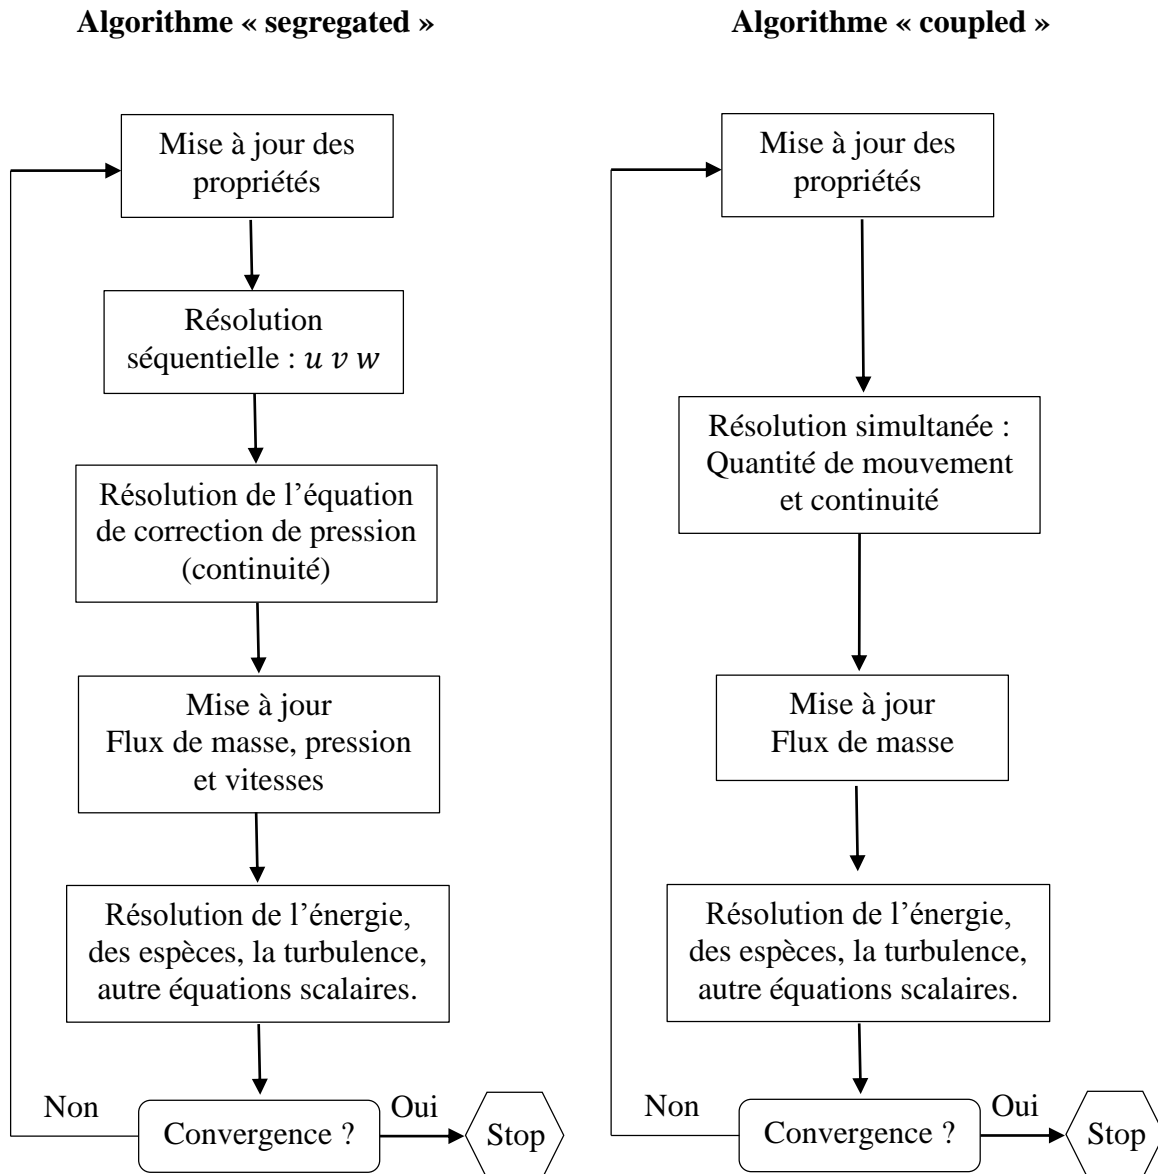 Algorithme « segregated »
Mise à jour des
propriétés
Résolution
séquentielle : u v w
Résolution de l’équation
de correction de pression
(continuité)
Mise à jour
Flux de masse, pression
et vitesses
Résolution de l’énergie,
des espèces, la turbulence,
autre équations scalaires.
Non
Convergence ?
Oui
Stop
Algorithme « coupled »
Mise à jour des
propriétés
Résolution simultanée :
Quantité de mouvement
et continuité
Mise à jour
Flux de masse
Résolution de l’énergie,
des espèces, la turbulence,
autre équations scalaires.
Non
Convergence ?
Oui
Stop